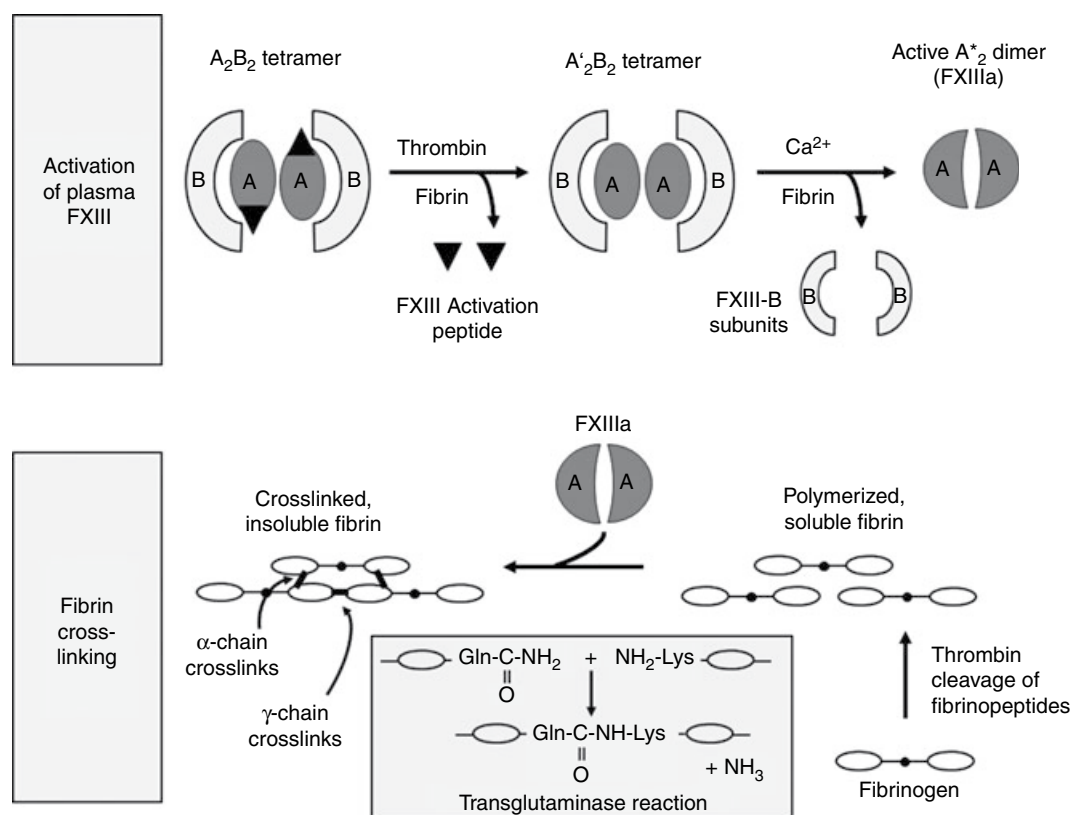 Activation
of plasma
FXIII
A₂B₂ tetramer
B
A
A
B
Thrombin
Fibrin
FXIII Activation
peptide
A‘₂B₂ tetramer
B
A
A
B
Ca²⁺
Fibrin
FXIII-B
subunits
B
B
Active A*₂ dimer
(FXIIIa)
A
A
Fibrin
cross-
linking
Crosslinked,
insoluble fibrin
α-chain
crosslinks
γ-chain
crosslinks
FXIIIa
A
A
Polymerized,
soluble fibrin
Thrombin
cleavage of
fibrinopeptides
Fibrinogen
Gln-C-NH₂ + NH₂-Lys
O
Gln-C-NH-Lys
O
+ NH₃
Transglutaminase reaction